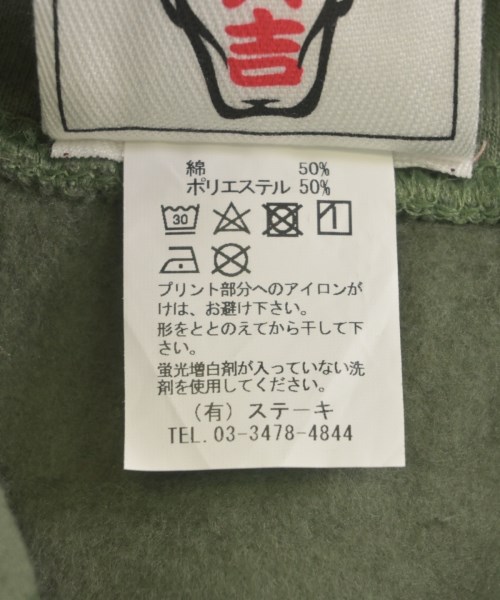 吉
綿 50%
ポリエステル 50%
30
プリント部分へのアイロンが
けは、お避け下さい。
形をととのえてから干して下
さい。
蛍光増白剤が入っていない洗
剤を使用してください。
（有）ステーキ
TEL. 03-3478-4844